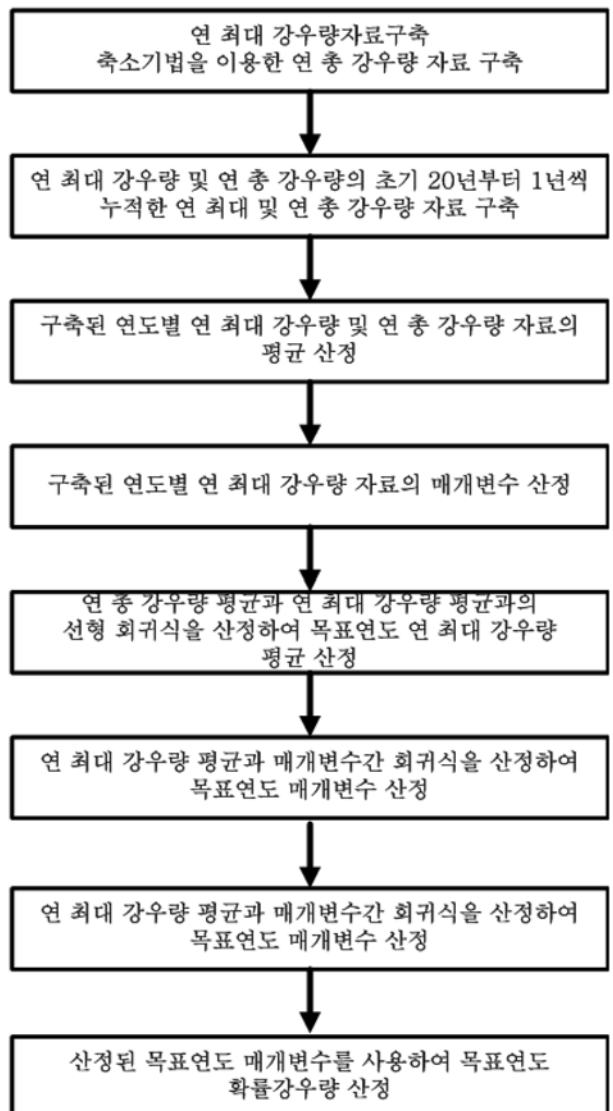 연 최대 강우량자료구축
축소기법을 이용한 연 총 강우량 자료 구축
연 최대 강우량 및 연 총 강우량의 초기 20년부터 1년씩
누적한 연 최대 및 연 총 강우량 자료 구축
구축된 연도별 연 최대 강우량 및 연 총 강우량 자료의
평균 산정
구축된 연도별 연 최대 강우량 자료의 매개변수 산정
연 총 강우량 평균과 연 최대 강우량 평균과의
선형 회귀식을 산정하여 목표연도 연 최대 강우량
평균 산정
연 최대 강우량 평균과 매개변수간 회귀식을 산정하여
목표연도 매개변수 산정
연 최대 강우량 평균과 매개변수간 회귀식을 산정하여
목표연도 매개변수 산정
산정된 목표연도 매개변수를 사용하여 목표연도
확률강우량 산정